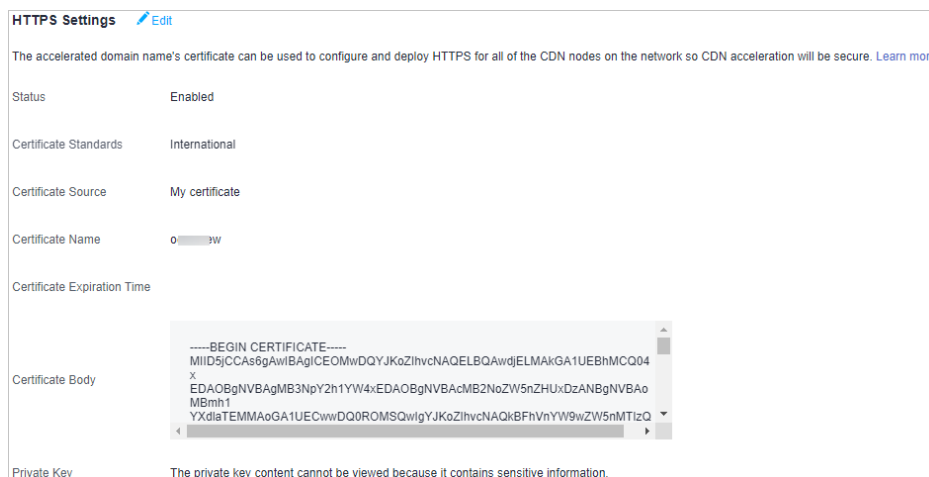 HTTPS Settings Edit
The accelerated domain name's certificate can be used to configure and deploy HTTPS for all of the CDN nodes on the network so CDN acceleration will be secure. Learn mor
Status Enabled
Certificate Standards International
Certificate Source My certificate
Certificate Name
Certificate Expiration Time
Certificate Body
-----BEGIN CERTIFICATE-----
MIID5jCCAs6gAwIBAgICEOMwDQYJKoZIhvcNAQELBQAwdjELMAkGA1UEBhMCQ04
x
EDAOBgNVBAgMB3NpY2h1YW4xEDAOBgNVBAcMB2NoZW5nZHUxDzANBgNVBAo
MBmh1
YXdlaTEMMAoGA1UECwwDQ0ROMSQwIgYJKoZIhvcNAQkBFhVnYW9wZW5nMTIzQ
Private Key The private key content cannot be viewed because it contains sensitive information.